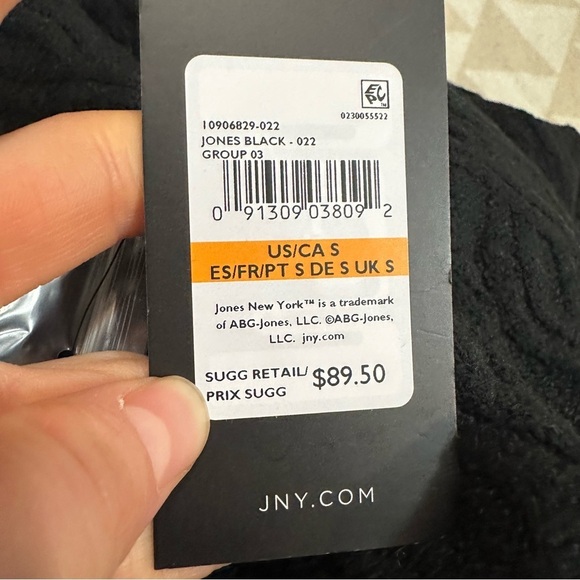 0230055522
10906829-022
JONES BLACK - 022
GROUP 03
0 91309 03809 2
US/CA S
ES/FR/PT S DE S UK S
Jones New York™ is a trademark
of ABG-Jones, LLC. ©ABG-Jones,
LLC. jny.com
SUGG RETAIL/ $89.50
PRIX SUGG
JNY.COM